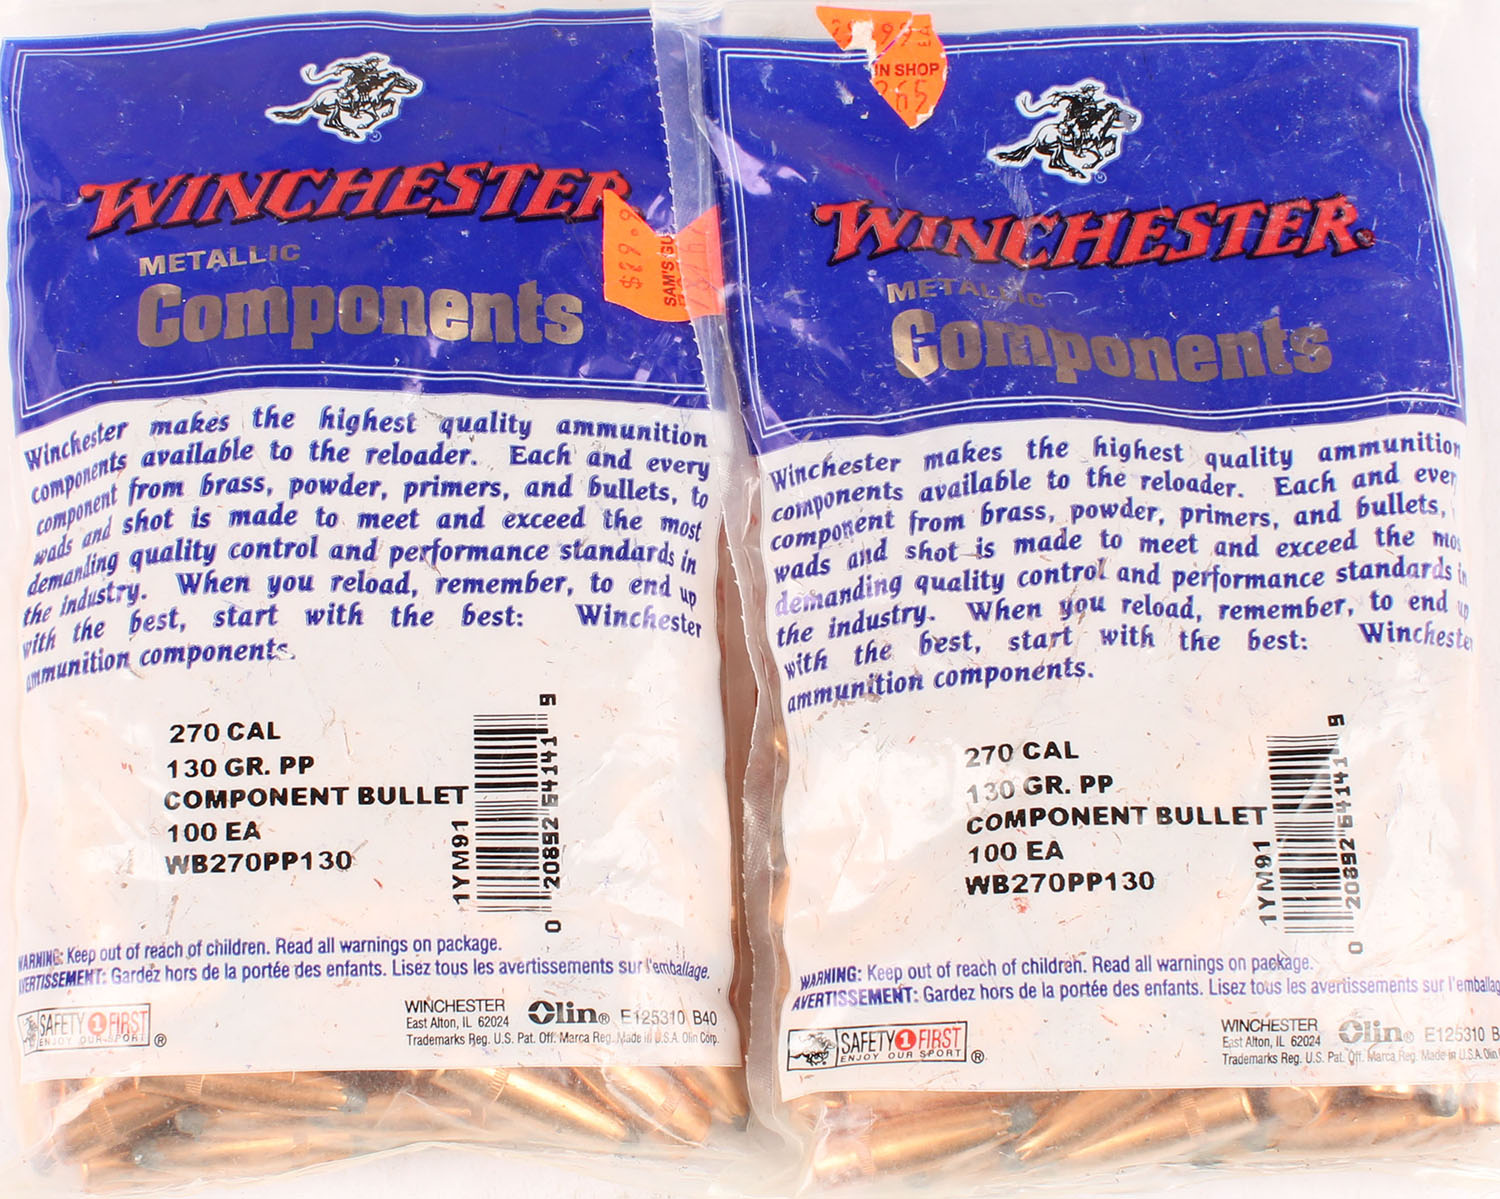 WINCHESTER
METALLIC
Components
$29.9
SAM'S GU
Winchester makes the highest quality ammunition
components available to the reloader. Each and every
component from brass, powder, primers, and bullets, to
wads and shot is made to meet and exceed the most
demanding quality control and performance standards in
the industry. When you reload, remember, to end up
with the best, start with the best: Winchester
ammunition components.
270 CAL
130 GR. PP
COMPONENT BULLET
100 EA
WB270PP130
1YM91
0 20892 64141 9
WARNING: Keep out of reach of children. Read all warnings on package.
AVERTISSEMENT: Gardez hors de la portée des enfants. Lisez tous les avertissements sur l'emballage.
SAFETY 1 FIRST
ENJOY OUR SPORT ®
WINCHESTER
East Alton, IL 62024
Olin® E125310 B40
Trademarks Reg. U.S. Pat. Off. Marca Reg. Made in U.S.A. Olin Corp.
IN SHOP
265
WINCHESTER
METALLIC
Components
Winchester makes the highest quality ammunition
components available to the reloader. Each and ever
component from brass, powder, primers, and bullets,
wads and shot is made to meet and exceed the mos
demanding quality control and performance standards in
the industry. When you reload, remember, to end up
with the best, start with the best: Winchester
ammunition components.
270 CAL
130 GR. PP
COMPONENT BULLET
100 EA
WB270PP130
1YM91
0 20892 64141 9
WARNING: Keep out of reach of children. Read all warnings on package.
AVERTISSEMENT: Gardez hors de la portée des enfants. Lisez tous les avertissements sur l'emballag
SAFETY 1 FIRST
ENJOY OUR SPORT ®
WINCHESTER
East Alton, IL 62024
Olin® E125310 B
Trademarks Reg. U.S. Pat. Off. Marca Reg. Made in U.S.A. Olin